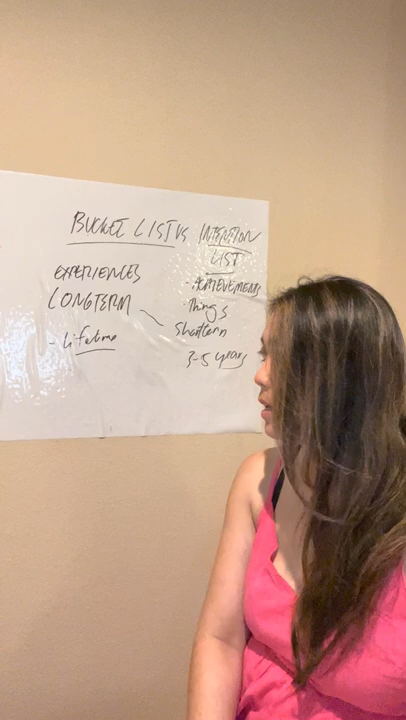 BUCKET LIST VS INTENTION
LIST
EXPERIENCES
LONGTERM
- Lifetime
- ACHIEVEMENTS
Things
Shortterm
3-5 years